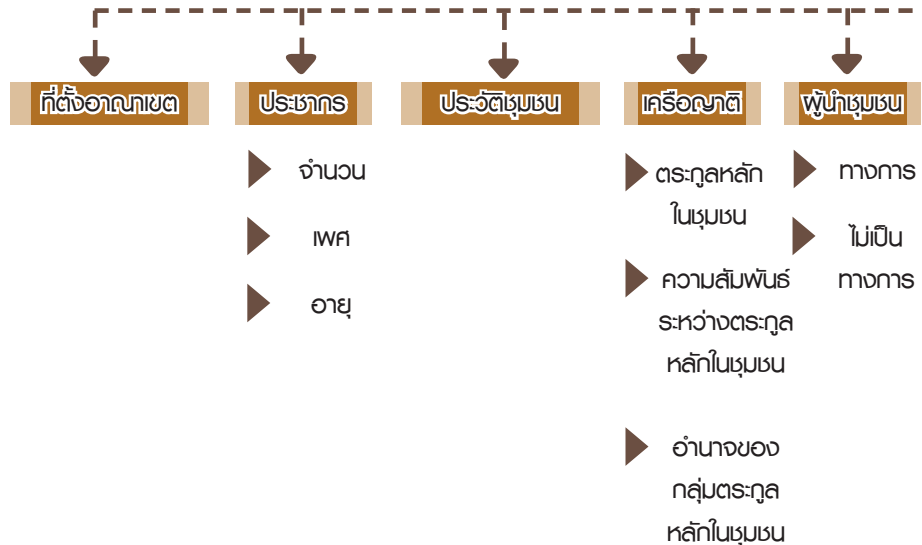 ที่ตั้งอาณาเขต
ประชากร
ประวัติชุมชน
เครือญาติ
ผู้นำชุมชน
จำนวน
เพศ
อายุ
ตระกูลหลัก
ในชุมชน
ความสัมพันธ์
ระหว่างตระกูล
หลักในชุมชน
อำนาจของ
กลุ่มตระกูล
หลักในชุมชน
ทางการ
ไม่เป็น
ทางการ